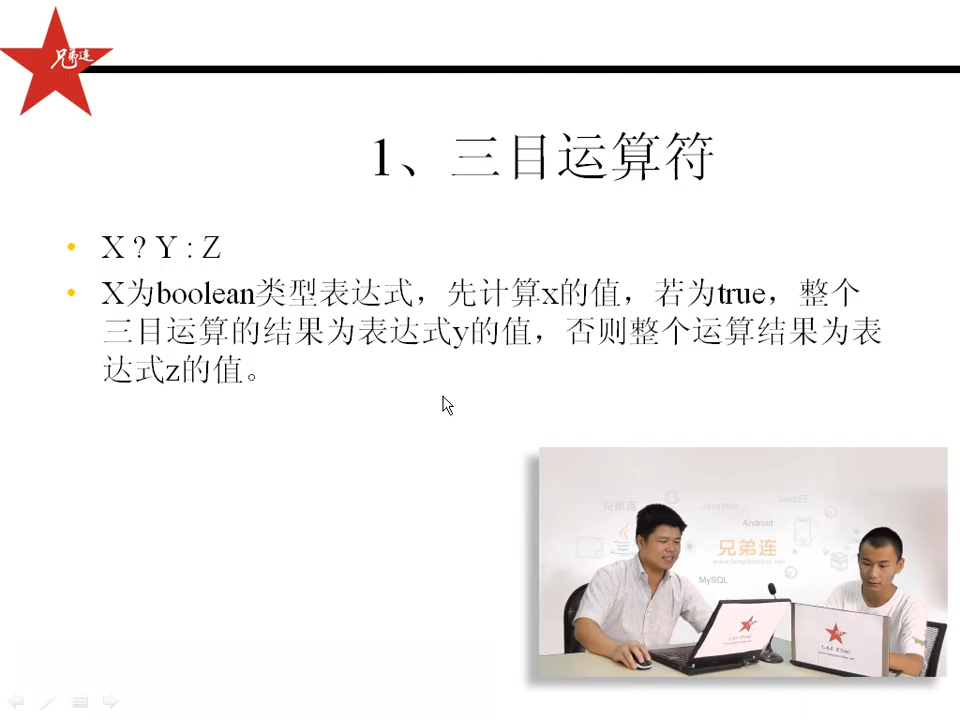 兄弟连
1、三目运算符
• X ? Y : Z
• X为boolean类型表达式，先计算x的值，若为true，整个
三目运算的结果为表达式y的值，否则整个运算结果为表
达式z的值。
兄弟连
JavaWeb
JavaEE
Android
兄弟连
www.lampbrother.net
MySQL